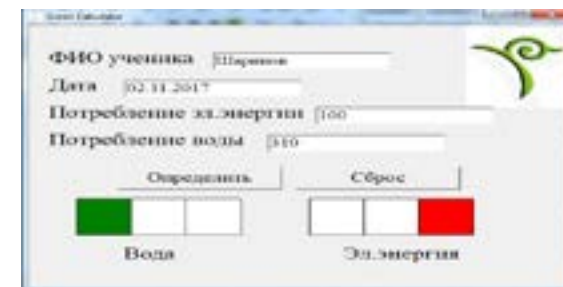 ФИО ученика
Дата 02.11.2017
Потребление эл.энергии 100
Потребление воды 310
Определить Сброс
Вода Эл.энергия